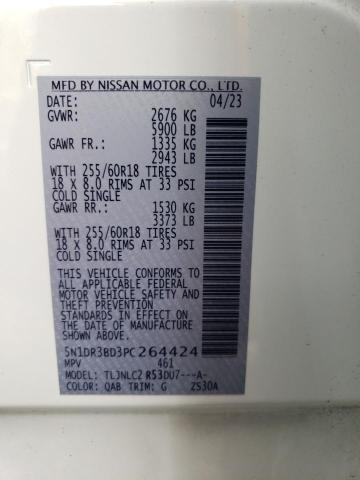 MFD BY NISSAN MOTOR CO., LTD.
DATE: 04/23
GVWR: 2676 KG
5900 LB
GAWR FR.: 1335 KG
2943 LB
WITH 255/60R18 TIRES
18 X 8.0 RIMS AT 33 PSI
COLD SINGLE
GAWR RR.: 1530 KG
3373 LB
WITH 255/60R18 TIRES
18 X 8.0 RIMS AT 33 PSI
COLD SINGLE
THIS VEHICLE CONFORMS TO
ALL APPLICABLE FEDERAL
MOTOR VEHICLE SAFETY
AND THEFT PREVENTION
STANDARDS IN EFFECT ON
THE DATE OF MANUFACTURE
SHOWN ABOVE.
5N1DR3BD3PC264424
MPV 461
MODEL: TLJNLC2 R53DU7---A-
COLOR: QAB TRIM: G ZS30A